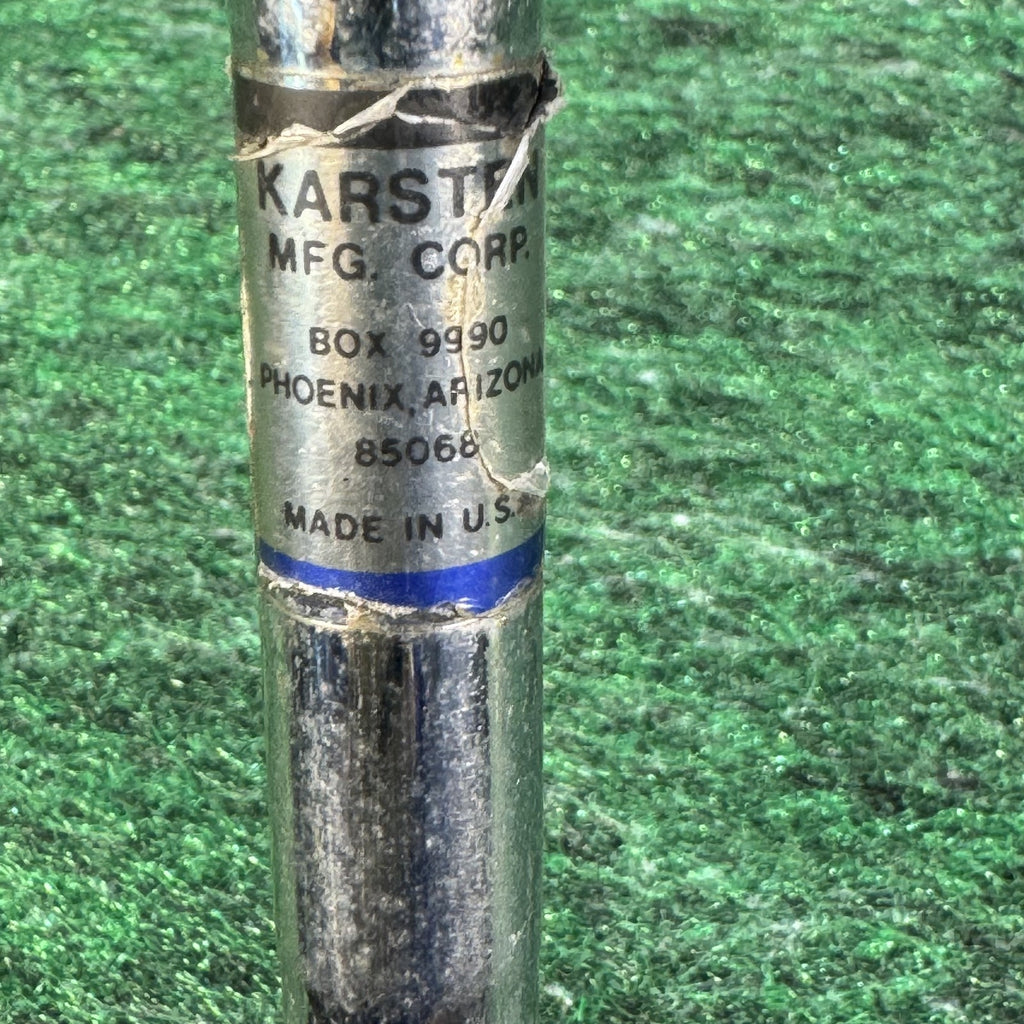 KARSTEN
MFG. CORP.
BOX 9990
PHOENIX, ARIZONA
85068
MADE IN U.S.A